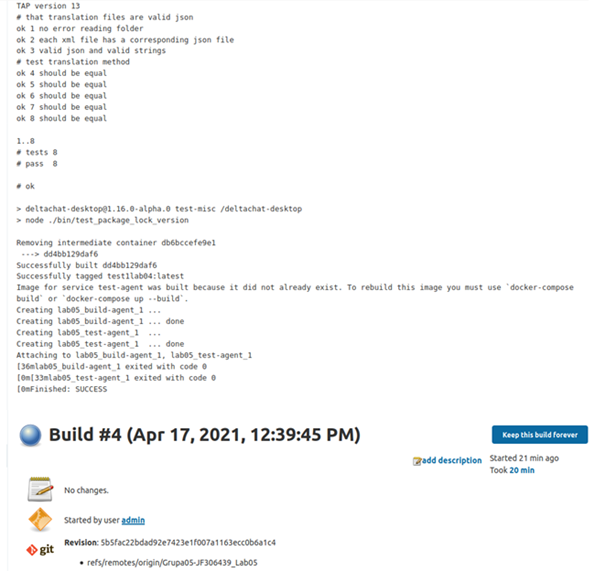 TAP version 13
# that translation files are valid json
ok 1 no error reading folder
ok 2 each xml file has a corresponding json file
ok 3 valid json and valid strings
# test translation method
ok 4 should be equal
ok 5 should be equal
ok 6 should be equal
ok 7 should be equal
ok 8 should be equal
1..8
# tests 8
# pass  8
# ok
> deltachat-desktop@1.16.0-alpha.0 test-misc /deltachat-desktop
> node ./bin/test_package_lock_version
Removing intermediate container db6bccefe9e1
 ---> dd4bb129daf6
Successfully built dd4bb129daf6
Successfully tagged test1lab04:latest
Image for service test-agent was built because it did not already exist. To rebuild this image you must use `docker-compose
build` or `docker-compose up --build`.
Creating lab05_build-agent_1 ...
Creating lab05_build-agent_1 ... done
Creating lab05_test-agent_1  ...
Creating lab05_test-agent_1  ... done
Attaching to lab05_build-agent_1, lab05_test-agent_1
[36mlab05_build-agent_1 exited with code 0
[0m[33mlab05_test-agent_1 exited with code 0
[0mFinished: SUCCESS
Build #4 (Apr 17, 2021, 12:39:45 PM)
Keep this build forever
add description
Started 21 min ago
Took 20 min
No changes.
Started by user admin
git
Revision: 5b5fac22bdad92e7423e1f007a1163ecc0b6a1c4
• refs/remotes/origin/Grupa05-JF306439_Lab05